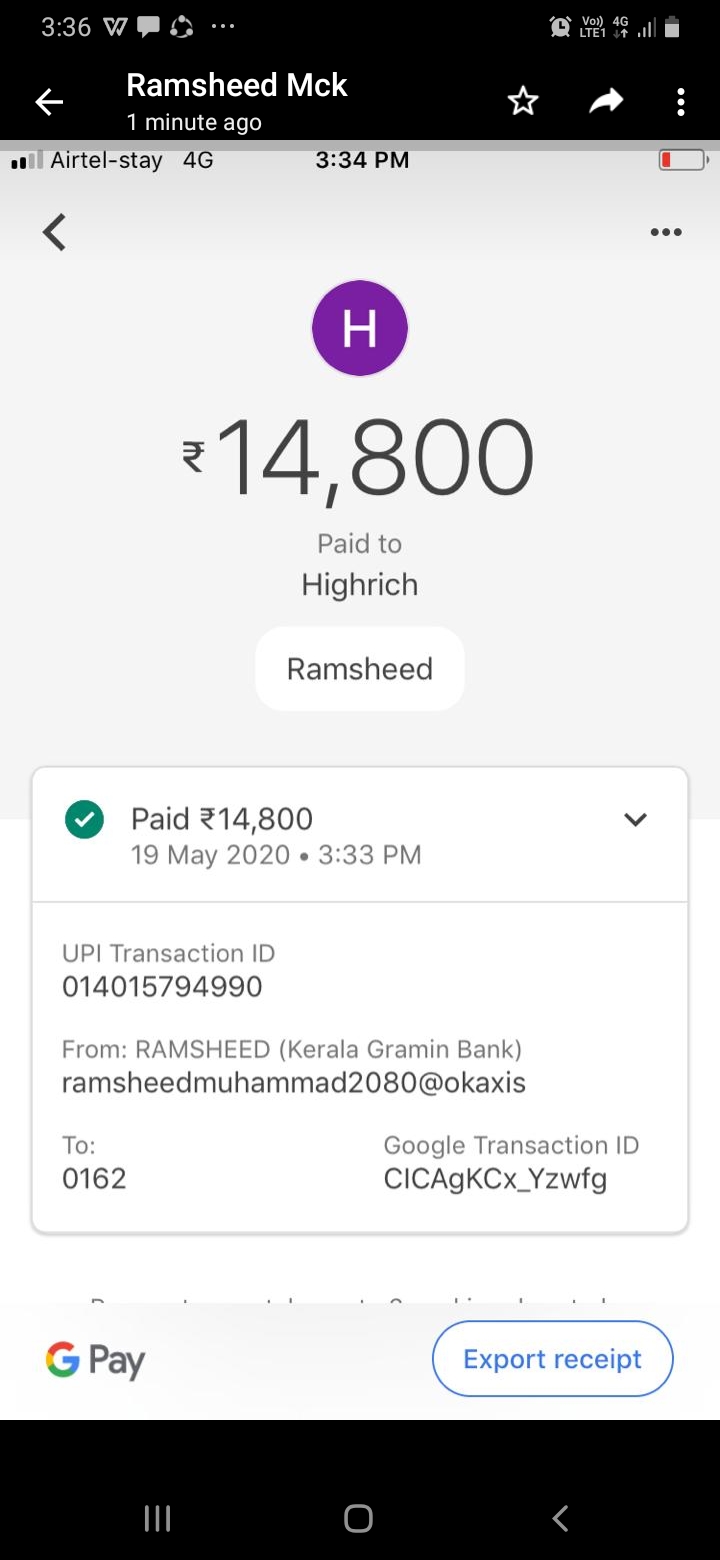 3:36
Vo) 4G
LTE1
Ramsheed Mck
1 minute ago
Airtel-stay 4G 3:34 PM
H
₹14,800
Paid to
Highrich
Ramsheed
Paid ₹14,800
19 May 2020 • 3:33 PM
UPI Transaction ID
014015794990
From: RAMSHEED (Kerala Gramin Bank)
ramsheedmuhammad2080@okaxis
To: Google Transaction ID
0162 CICAgKCx_Yzwfg
G Pay
Export receipt